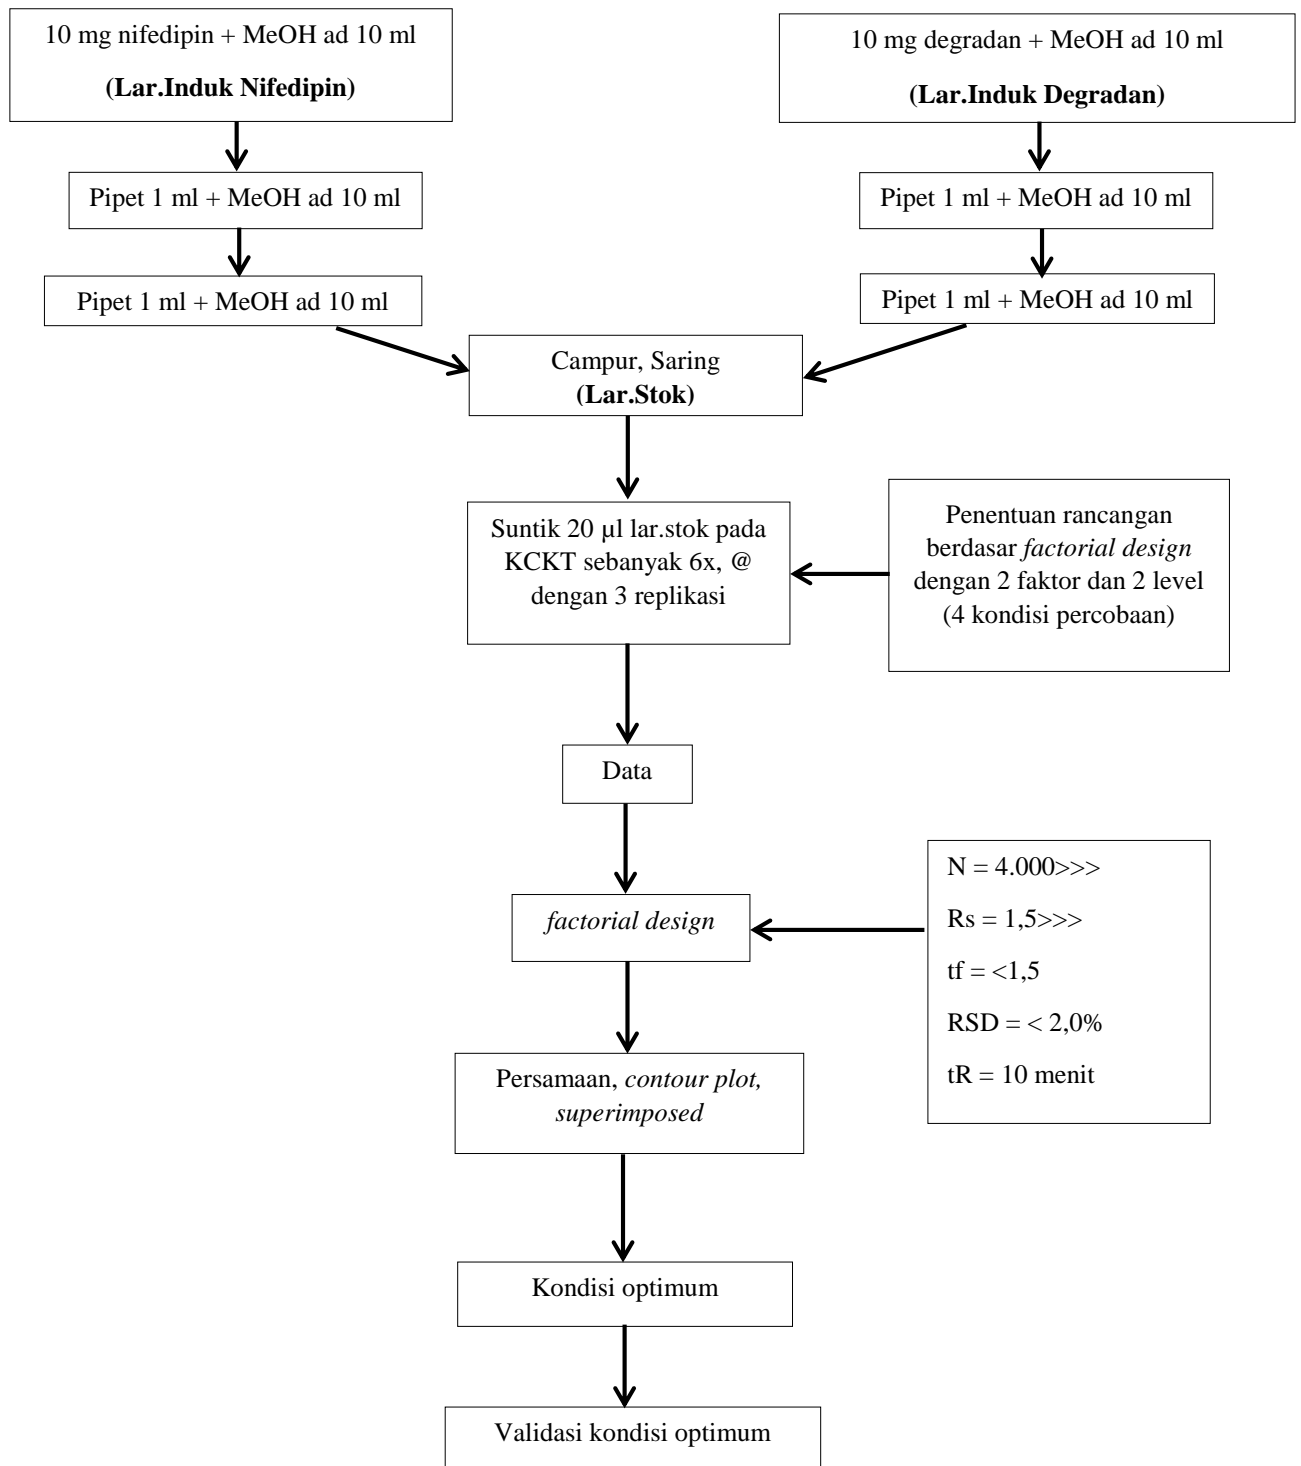 10 mg nifedipin + MeOH ad 10 ml
(Lar.Induk Nifedipin)
10 mg degradan + MeOH ad 10 ml
(Lar.Induk Degradan)
Pipet 1 ml + MeOH ad 10 ml
Pipet 1 ml + MeOH ad 10 ml
Pipet 1 ml + MeOH ad 10 ml
Pipet 1 ml + MeOH ad 10 ml
Campur, Saring
(Lar.Stok)
Suntik 20 µl lar.stok pada
KCKT sebanyak 6x, @
dengan 3 replikasi
Penentuan rancangan
berdasar factorial design
dengan 2 faktor dan 2 level
(4 kondisi percobaan)
Data
factorial design
N = 4.000>>>
Rs = 1,5>>>
tf = <1,5
RSD = < 2,0%
tR = 10 menit
Persamaan, contour plot,
superimposed
Kondisi optimum
Validasi kondisi optimum